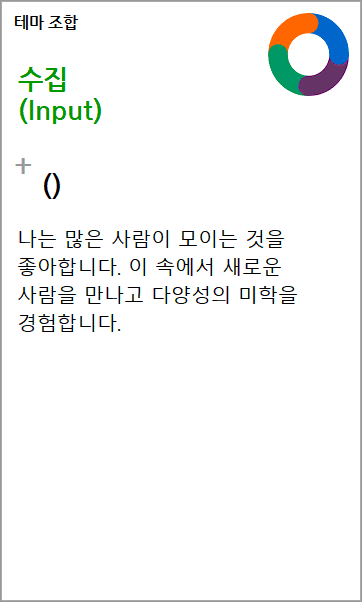 테마 조합
수집
(Input)
+
()
나는 많은 사람이 모이는 것을
좋아합니다. 이 속에서 새로운
사람을 만나고 다양성의 미학을
경험합니다.